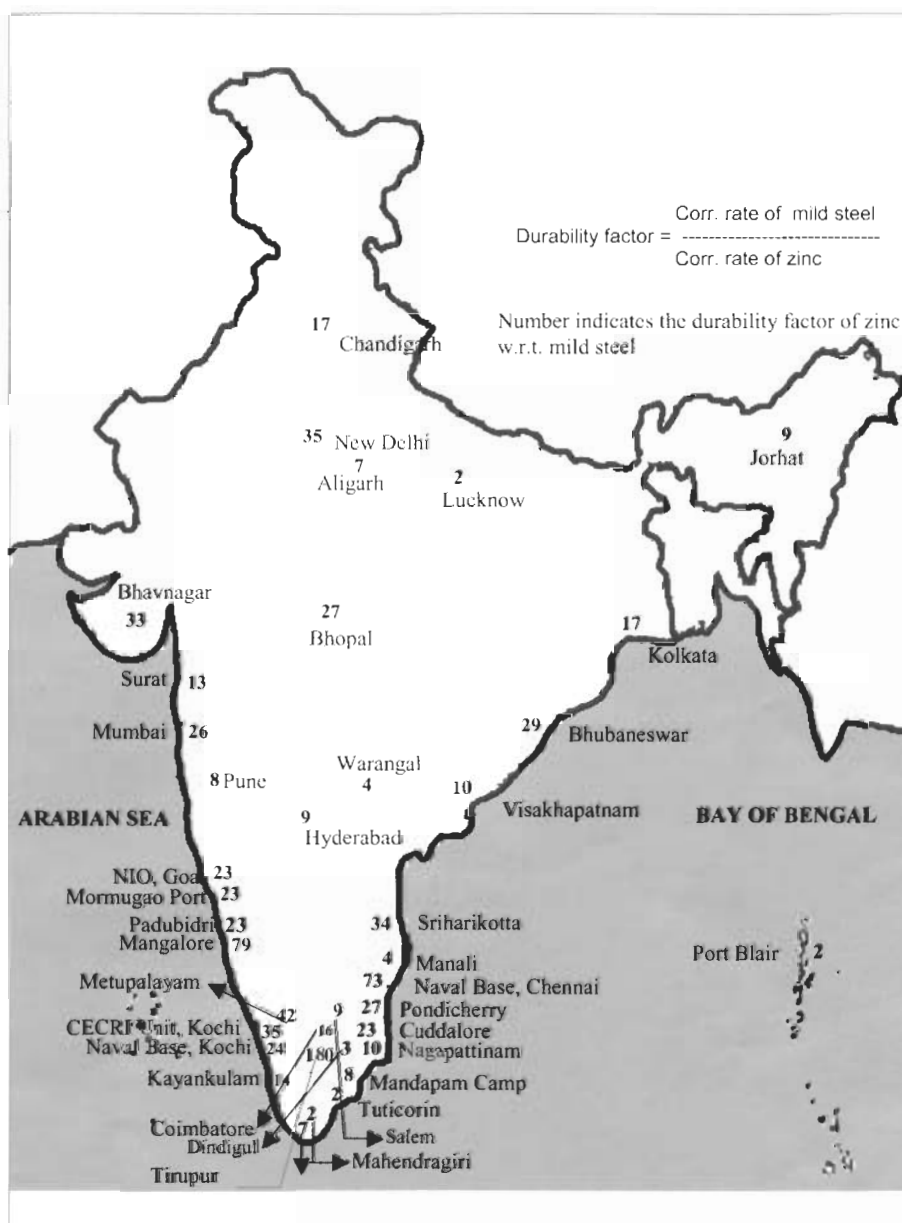 Corr. rate of mild steel
Durability factor = ------------------------------
Corr. rate of zinc
Number indicates the durability factor of zinc
w.r.t. mild steel
17
Chandigarh
35
New Delhi
7
Aligarh
2
Lucknow
9
Jorhat
Bhavnagar
33
27
Bhopal
17
Kolkata
Surat 13
Mumbai 26
29
Bhubaneswar
8 Pune
Warangal
4
10
Visakhapatnam
ARABIAN SEA
BAY OF BENGAL
9
Hyderabad
NIO, Goa 23
Mormugao Port 23
Padubidri 23
Mangalore 79
34 Sriharikotta
4 Manali
73 Naval Base, Chennai
Port Blair 2
Metupalayam
42
9
27 Pondicherry
CECRI Unit, Kochi 35
16
23 Cuddalore
Naval Base, Kochi 24
180
3
10 Nagapattinam
Kayankulam 14
8 Mandapam Camp
2 Tuticorin
2
7
Coimbatore
Dindigul
Salem
Mahendragiri
Tirupur